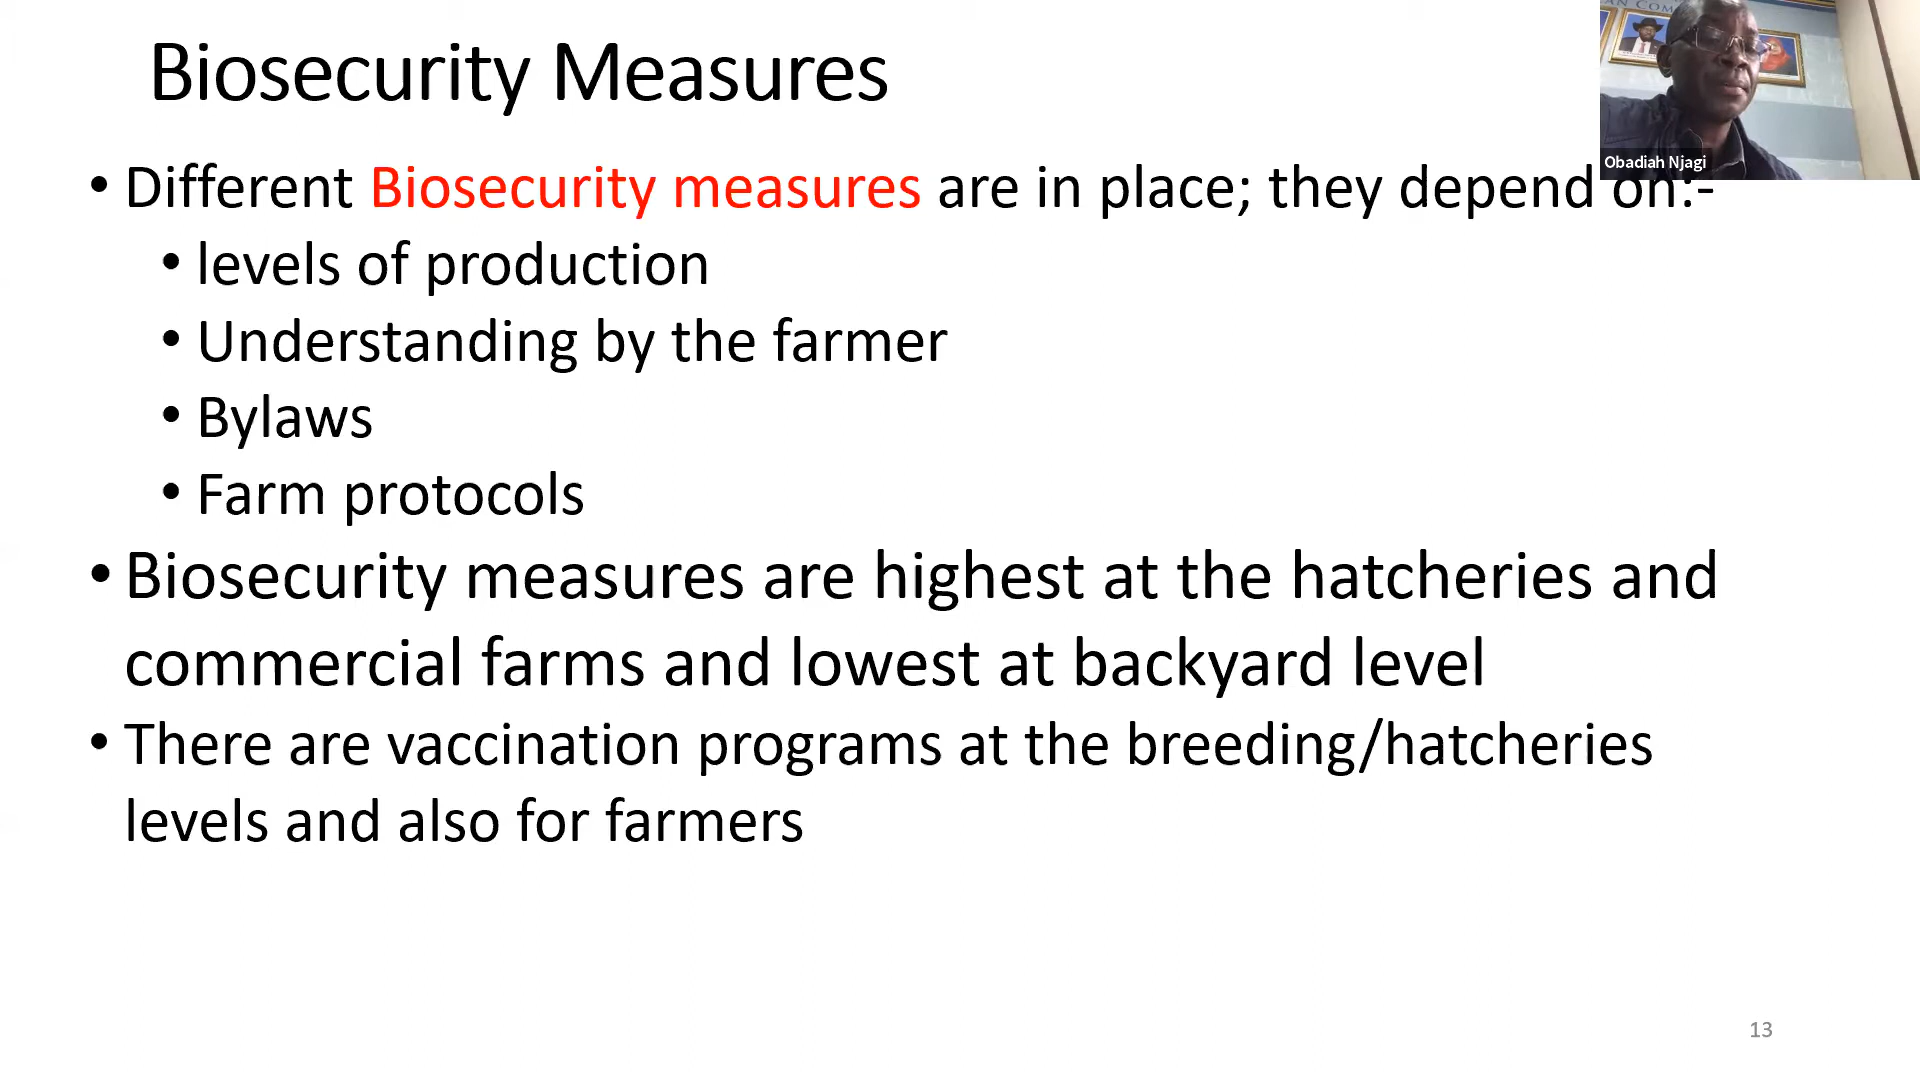 Biosecurity Measures
AN COM
Obadiah Njagi
• Different Biosecurity measures are in place; they depend on:-
• levels of production
• Understanding by the farmer
• Bylaws
• Farm protocols
• Biosecurity measures are highest at the hatcheries and
commercial farms and lowest at backyard level
• There are vaccination programs at the breeding/hatcheries
levels and also for farmers
13